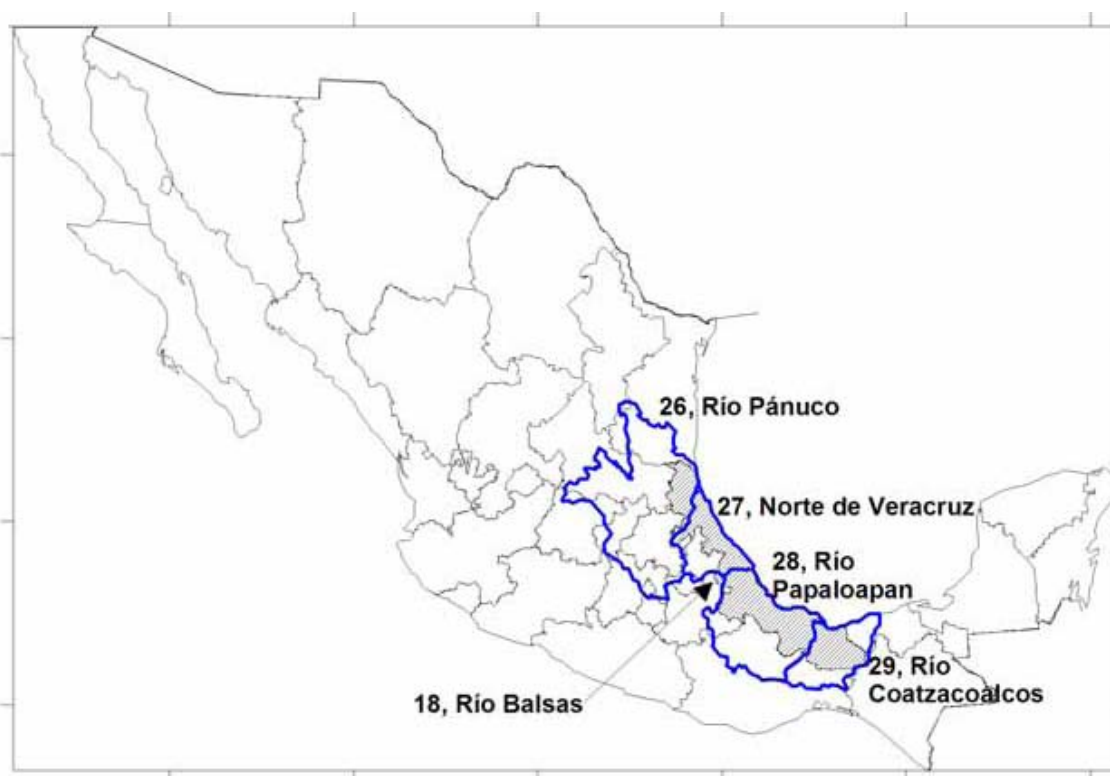 26, Río Pánuco
27, Norte de Veracruz
28, Río
Papaloapan
29, Río
Coatzacoalcos
18, Río Balsas